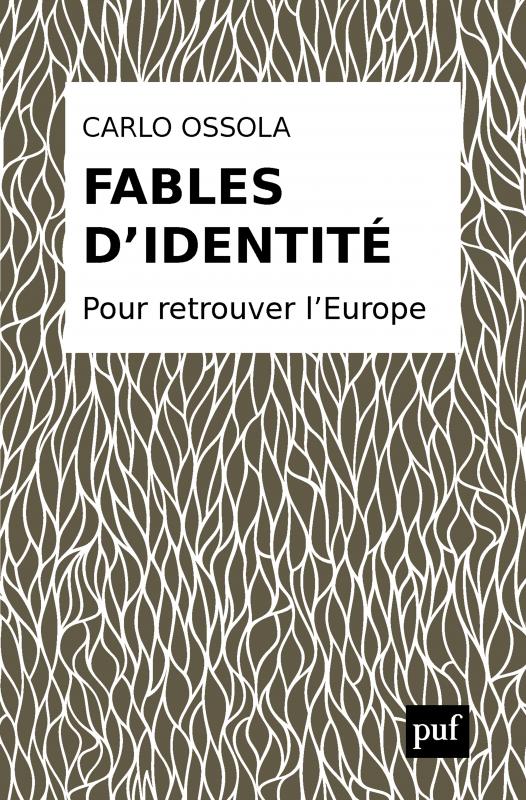 CARLO OSSOLA
FABLES
D’IDENTITÉ
Pour retrouver l’Europe
puf